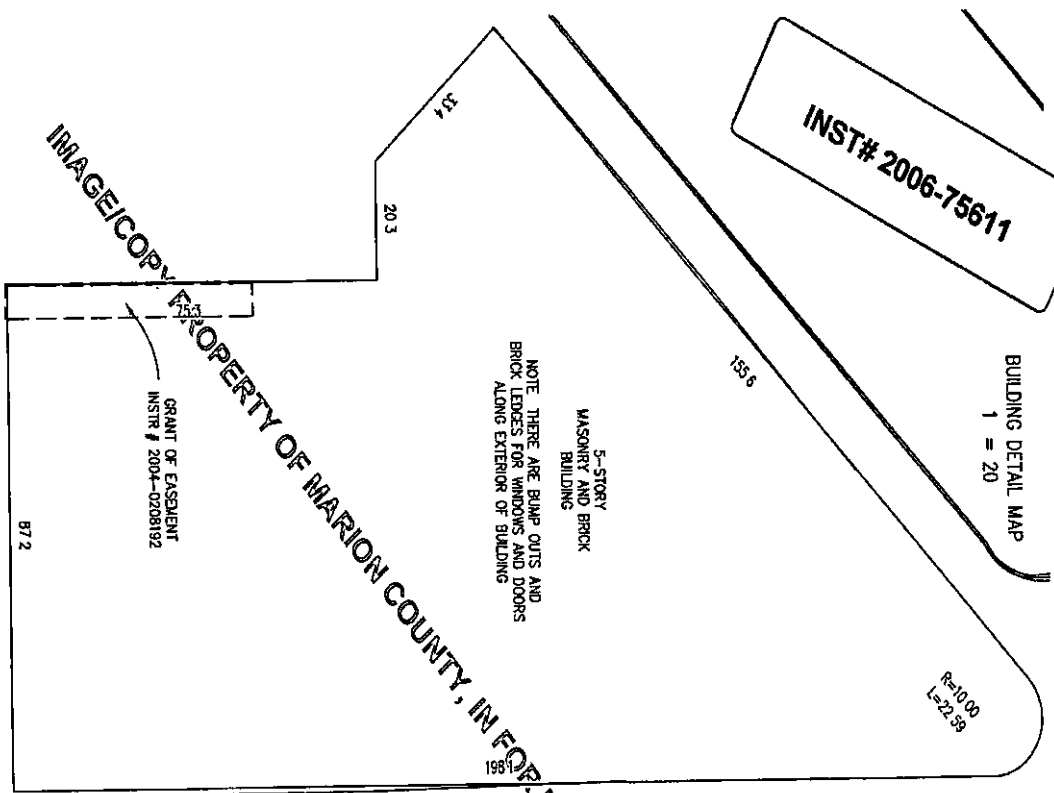 INST# 2006-75611
BUILDING DETAIL MAP
1 = 20
33 4
20 3
155 6
75 3
5-STORY
MASONRY AND BRICK
BUILDING
NOTE THERE ARE BUMP OUTS AND
BRICK LEDGES FOR WINDOWS AND DOORS
ALONG EXTERIOR OF BUILDING
GRANT OF EASEMENT
INSTR # 2004-0208192
87 2
R=10 00
L=22 59
198 1
IMAGE/COPY PROPERTY OF MARION COUNTY, IN FOR